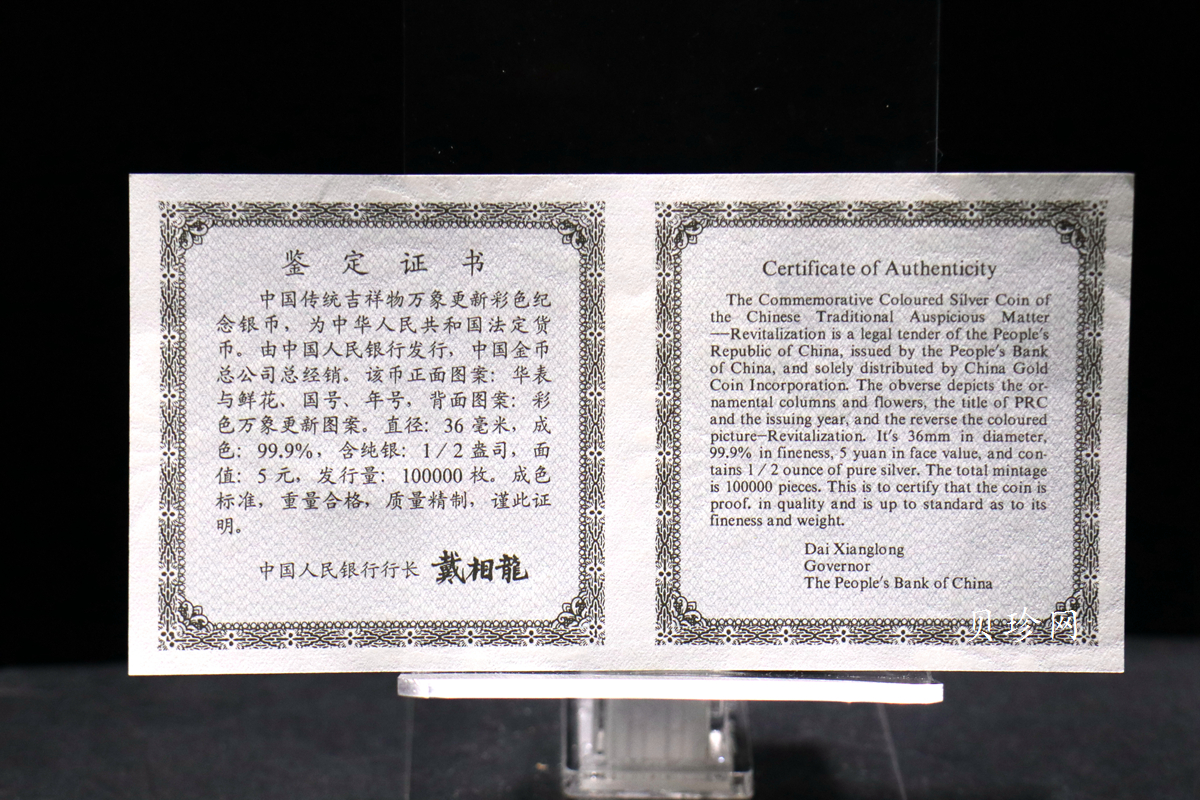 鉴定证书
中国传统吉祥物万象更新彩色纪
念银币，为中华人民共和国法定货
币。由中国人民银行发行，中国金币
总公司总经销。该币正面图案：华表
与鲜花、国号、年号，背面图案：彩
色万象更新图案。直径：36毫米，成
色：99.9%，含纯银：1/2盎司，面
值：5元，发行量：100000枚。成色
标准，重量合格，质量精制，谨此证
明。
中国人民银行行长 戴相龍
Certificate of Authenticity
The Commemorative Coloured Silver Coin of
the Chinese Traditional Auspicious Matter
—Revitalization is a legal tender of the People's
Republic of China, issued by the People's Bank
of China, and solely distributed by China Gold
Coin Incorporation. The obverse depicts the or-
namental columns and flowers, the title of PRC
and the issuing year, and the reverse the coloured
picture—Revitalization. It's 36mm in diameter,
99.9% in fineness, 5 yuan in face value, and con-
tains 1/2 ounce of pure silver. The total mintage
is 100000 pieces. This is to certify that the coin is
proof. in quality and is up to standard as to its
fineness and weight.
Dai Xianglong
Governor
The People's Bank of China
贝珍网